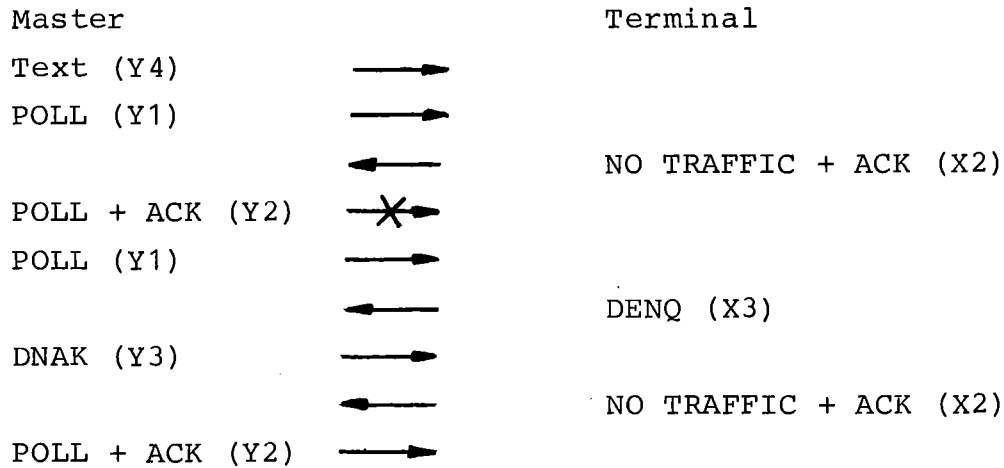 Master Terminal
Text (Y4)
POLL (Y1)
NO TRAFFIC + ACK (X2)
POLL + ACK (Y2)
POLL (Y1)
DENQ (X3)
DNAK (Y3)
NO TRAFFIC + ACK (X2)
POLL + ACK (Y2)